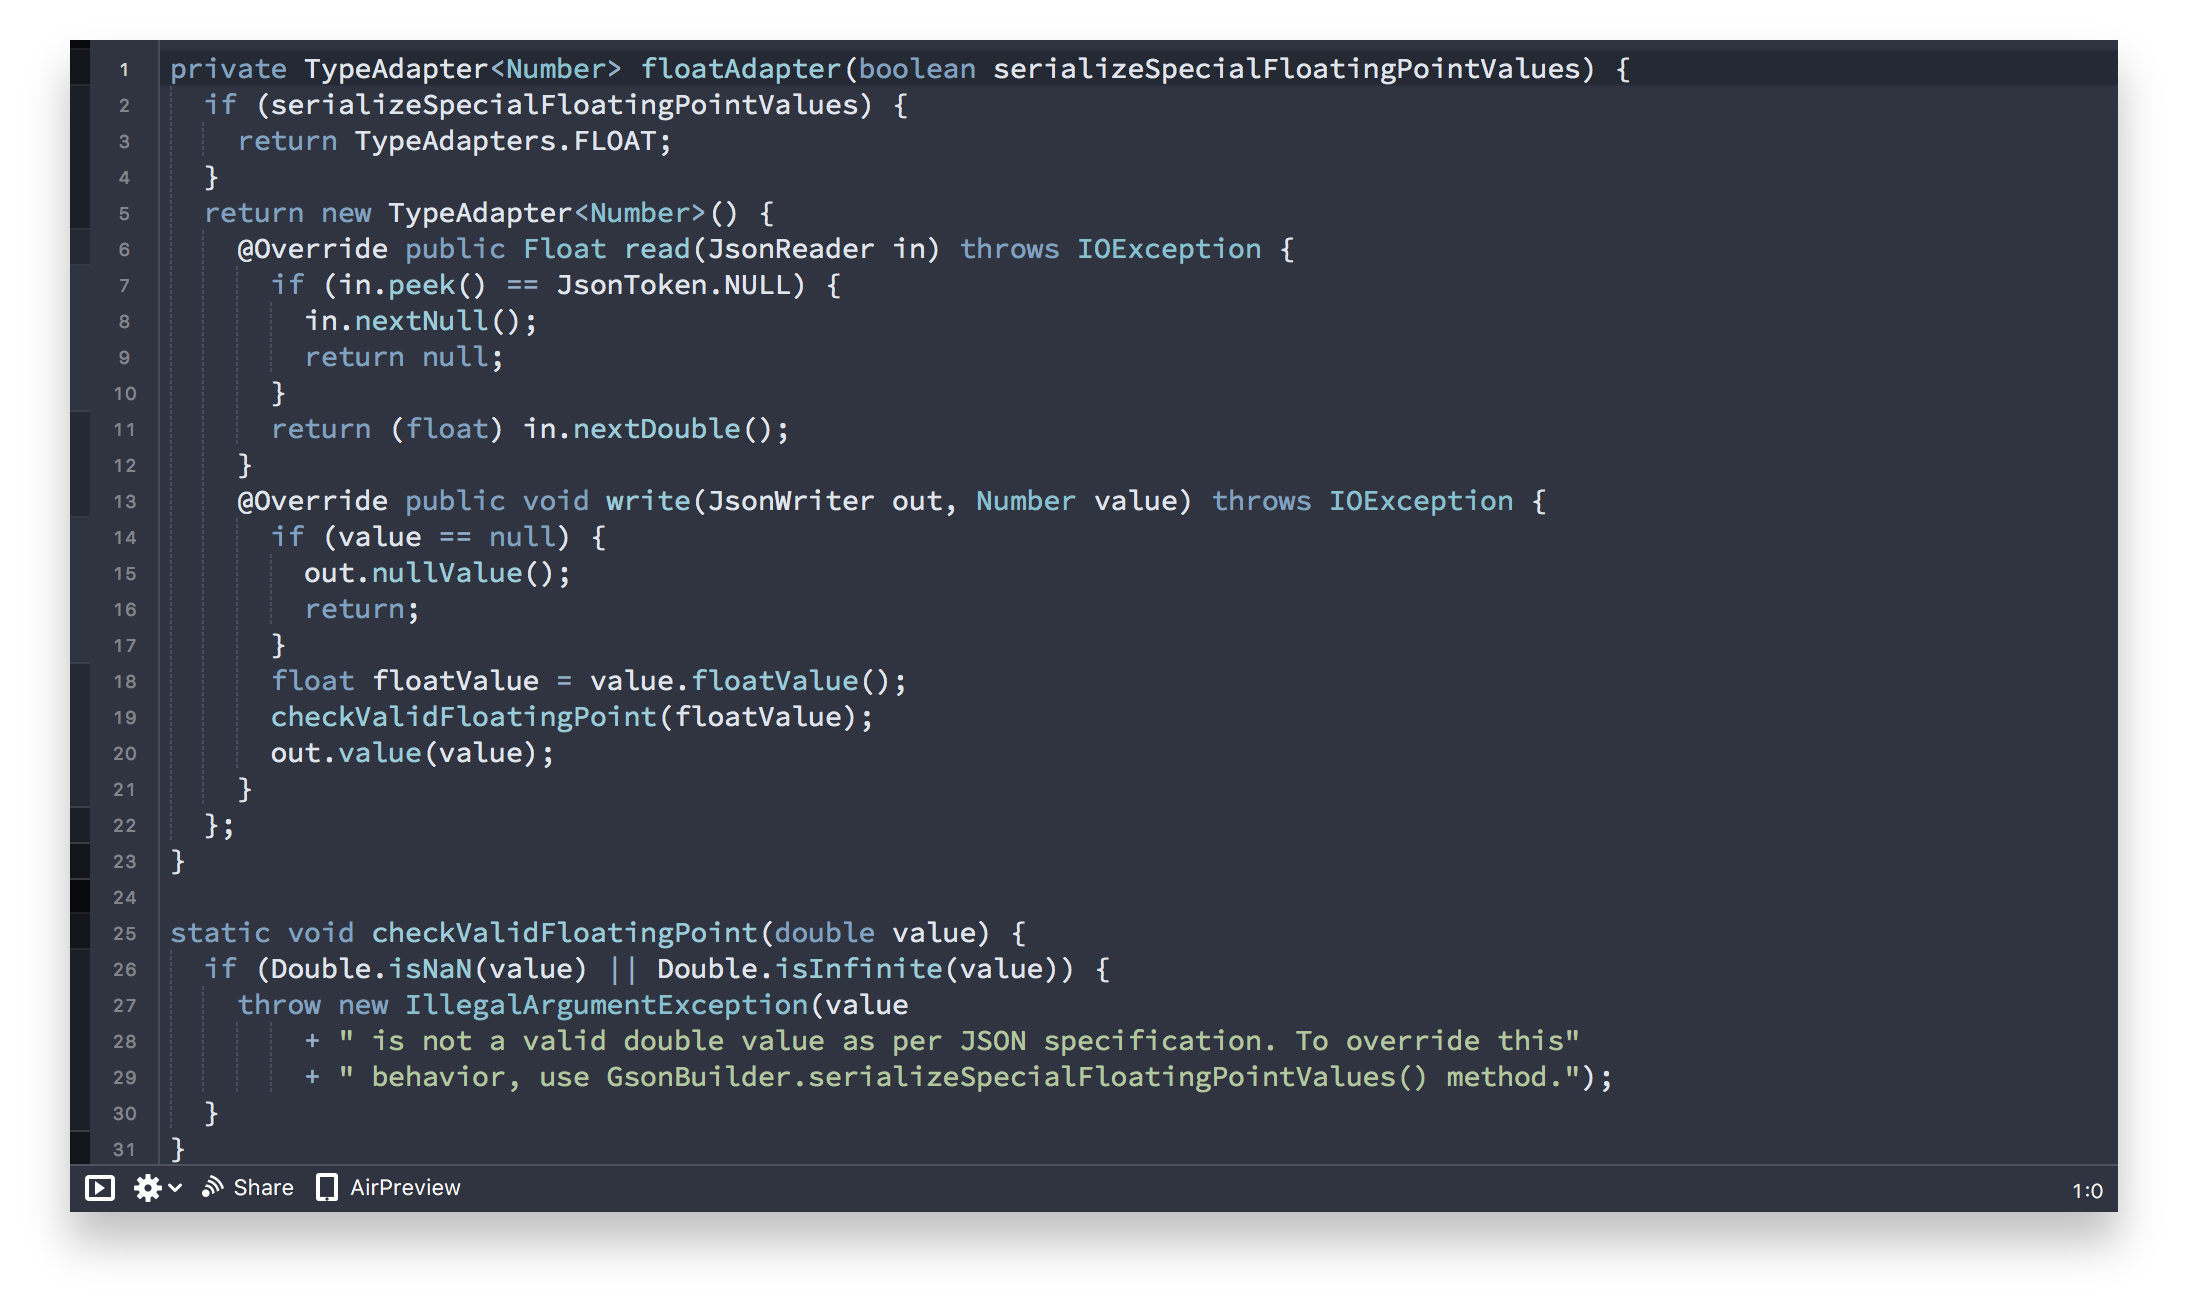 1 private TypeAdapter<Number> floatAdapter(boolean serializeSpecialFloatingPointValues) {
2   if (serializeSpecialFloatingPointValues) {
3     return TypeAdapters.FLOAT;
4   }
5   return new TypeAdapter<Number>() {
6     @Override public Float read(JsonReader in) throws IOException {
7       if (in.peek() == JsonToken.NULL) {
8         in.nextNull();
9         return null;
10       }
11       return (float) in.nextDouble();
12     }
13     @Override public void write(JsonWriter out, Number value) throws IOException {
14       if (value == null) {
15         out.nullValue();
16         return;
17       }
18       float floatValue = value.floatValue();
19       checkValidFloatingPoint(floatValue);
20       out.value(value);
21     }
22   };
23 }
24
25 static void checkValidFloatingPoint(double value) {
26   if (Double.isNaN(value) || Double.isInfinite(value)) {
27     throw new IllegalArgumentException(value
28         + " is not a valid double value as per JSON specification. To override this"
29         + " behavior, use GsonBuilder.serializeSpecialFloatingPointValues() method.");
30   }
31 }
Share AirPreview 1:0